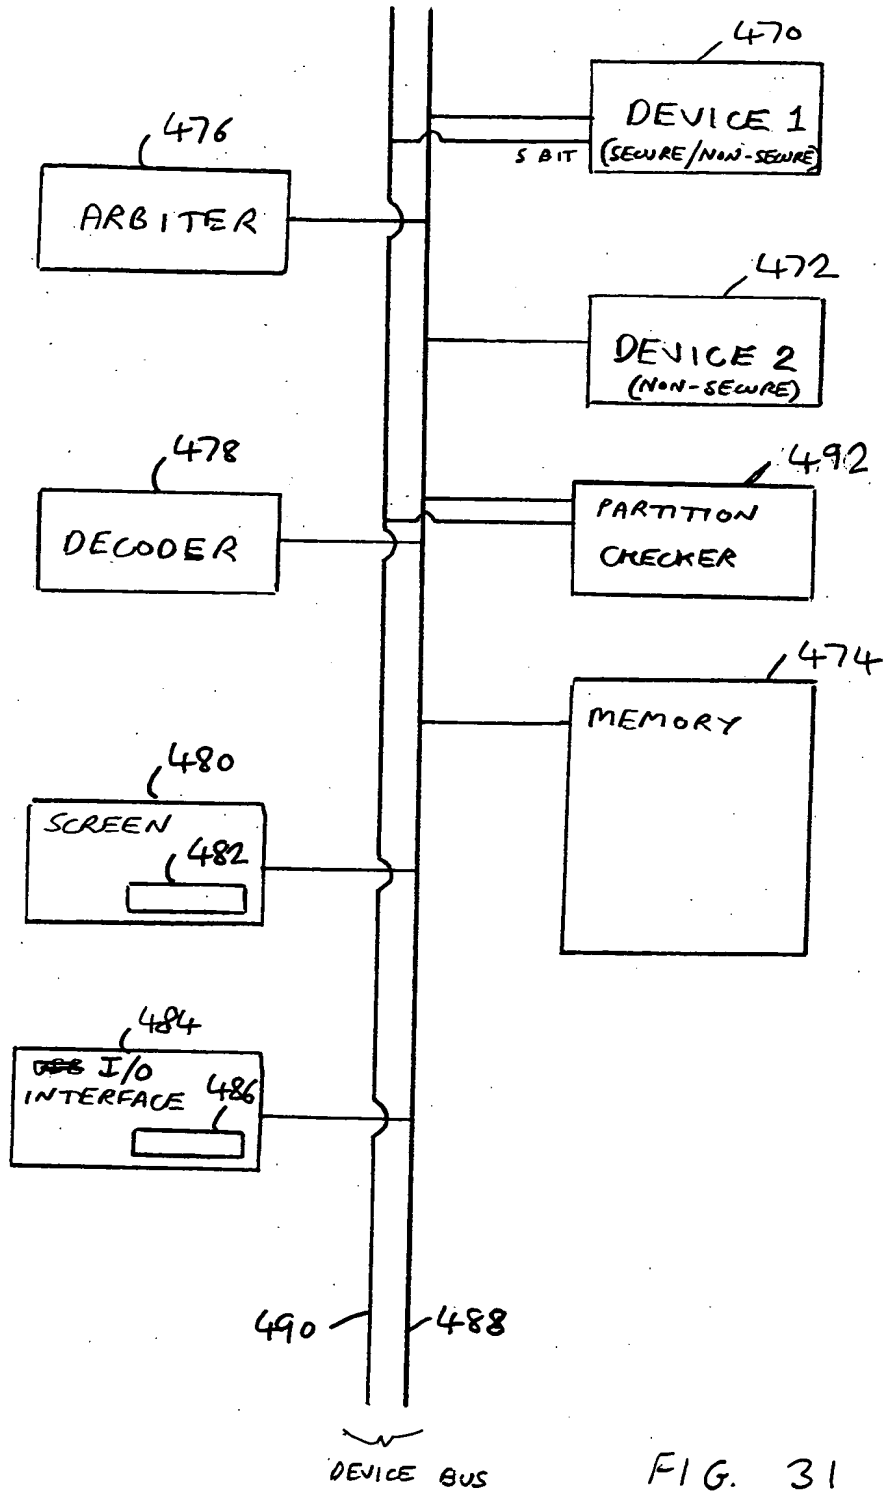 470
DEVICE 1
(SECURE/NON-SECURE)
S BIT
476
ARBITER
472
DEVICE 2
(NON-SECURE)
478
DECODER
492
PARTITION
CHECKER
474
MEMORY
480
SCREEN
482
484
I/O
INTERFACE
486
490
488
DEVICE BUS
FIG. 31